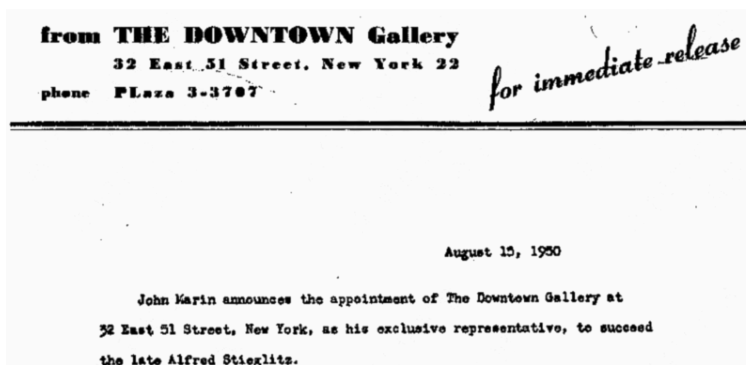 from THE DOWNTOWN Gallery
32 East 51 Street, New York 22
phone PLaza 3-3707
for immediate release
August 15, 1950
John Marin announces the appointment of The Downtown Gallery at
32 East 51 Street, New York, as his exclusive representative, to succeed
the late Alfred Stieglitz.